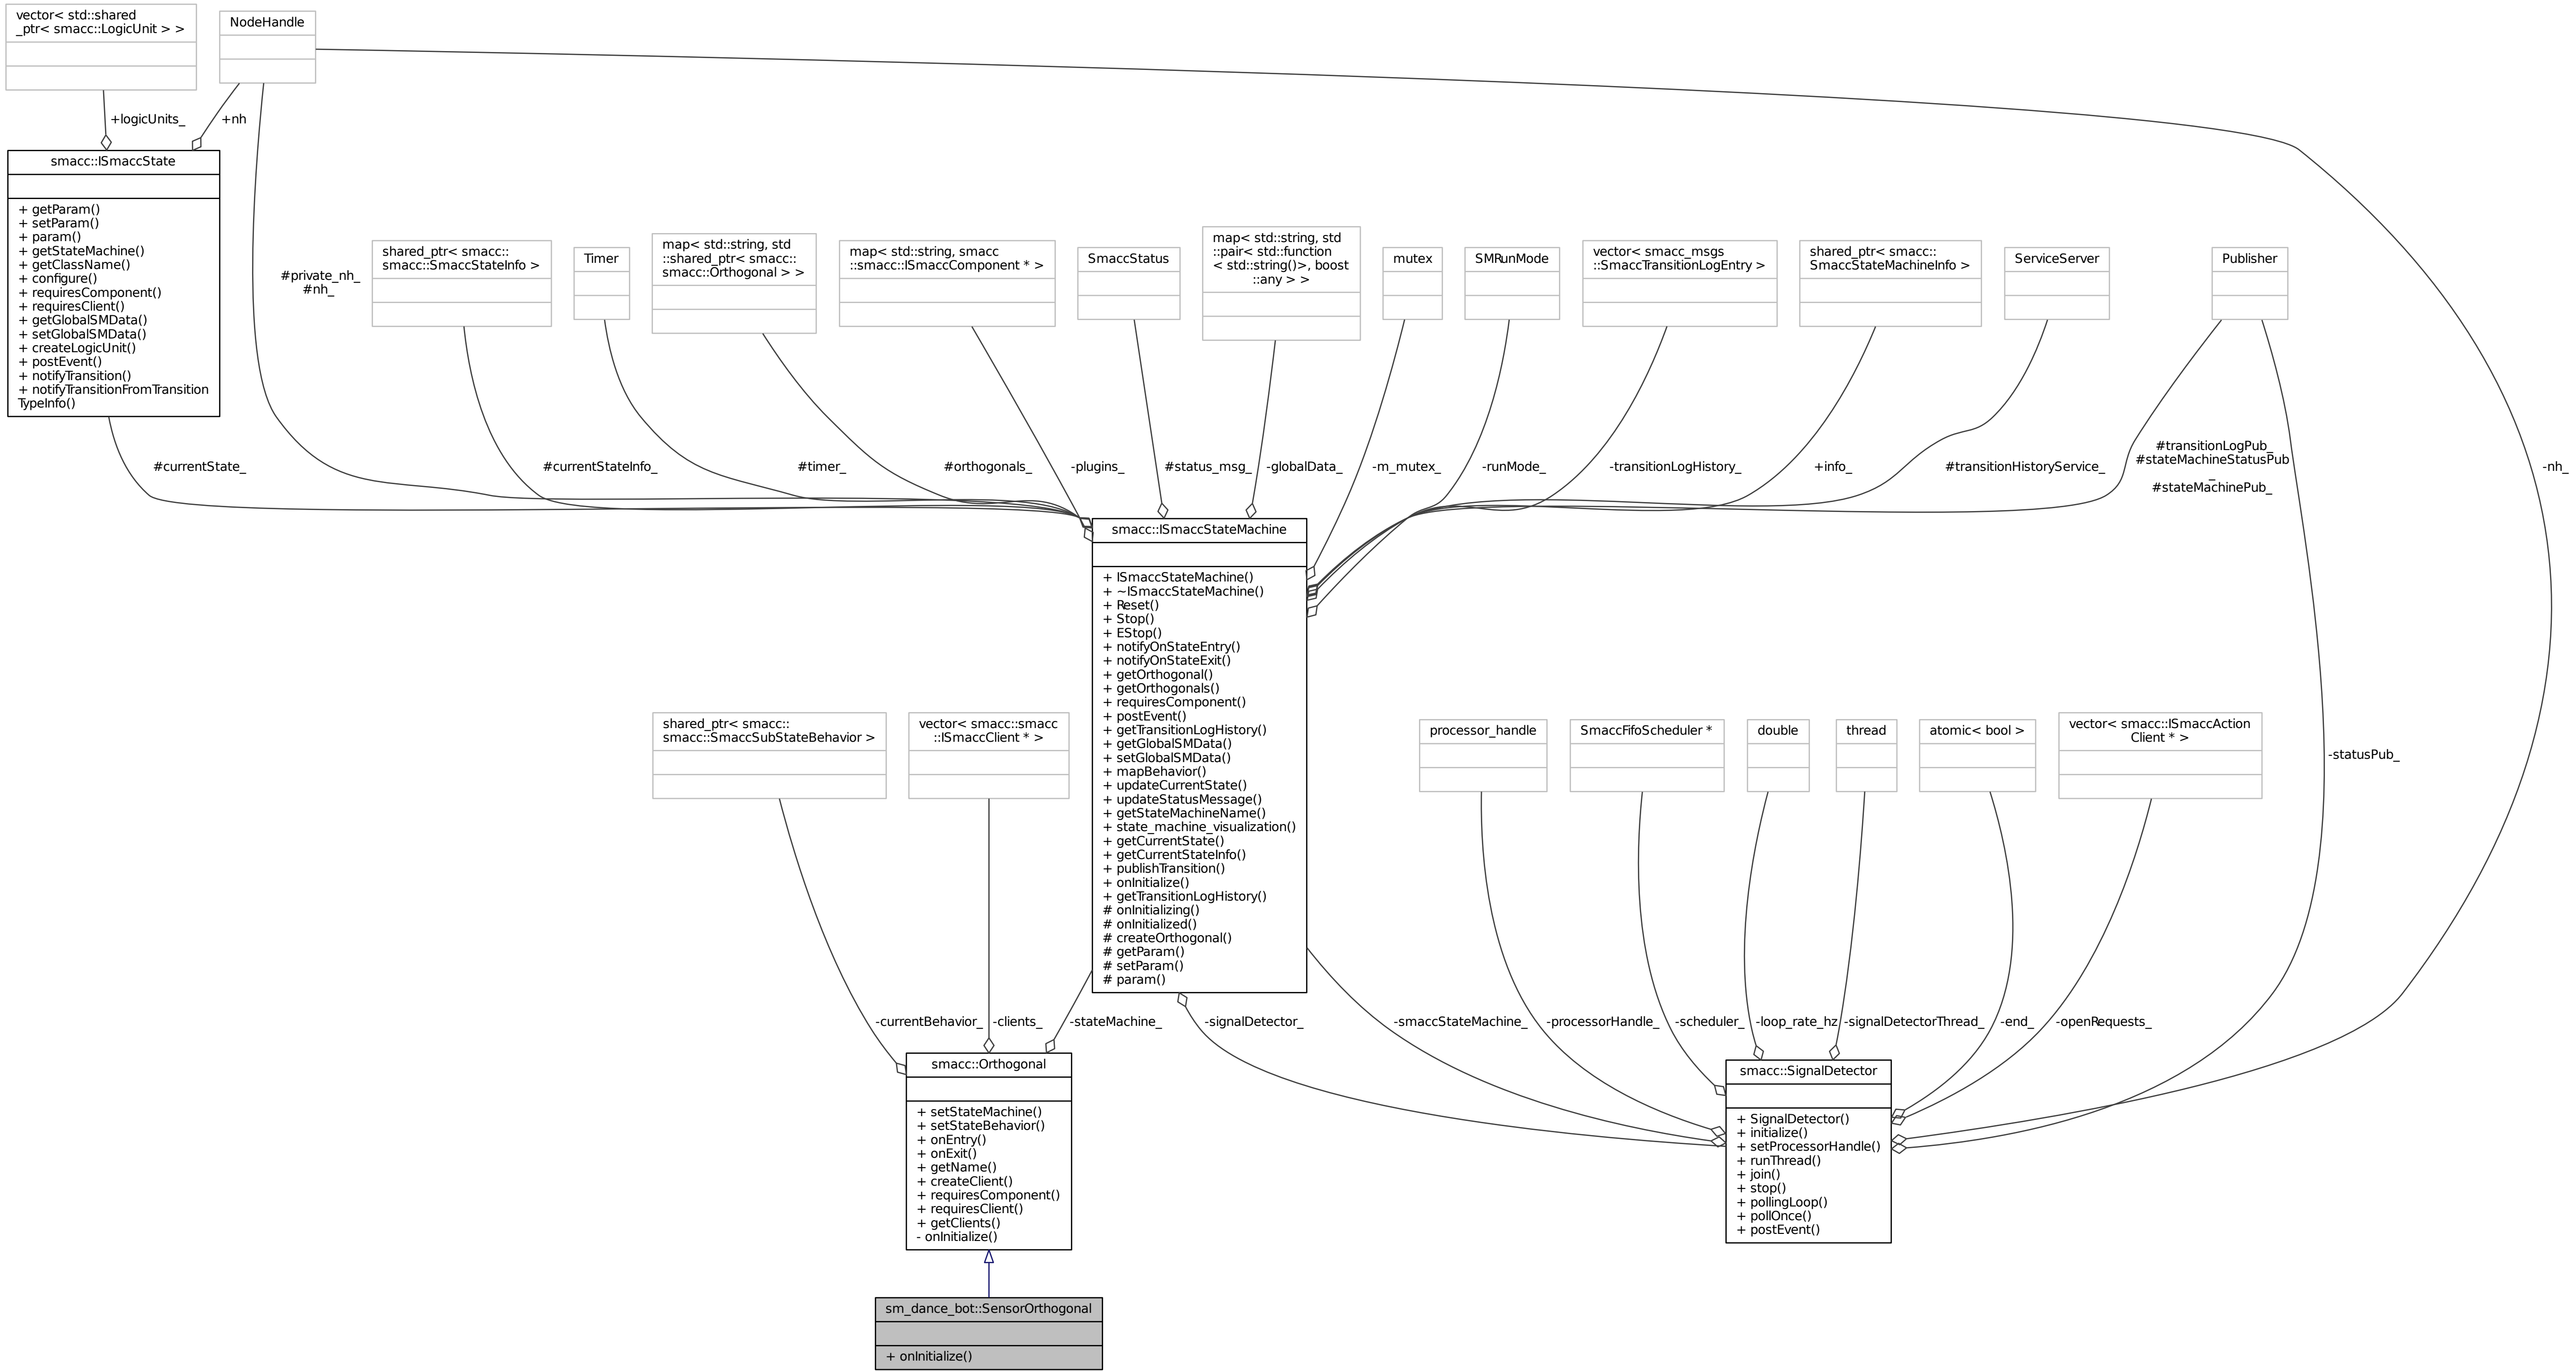 vector< std::shared
_ptr< smacc::LogicUnit > >
NodeHandle
+logicUnits_
+nh
smacc::ISmaccState
+ getParam()
+ setParam()
+ param()
+ getStateMachine()
+ getClassName()
+ configure()
+ requiresComponent()
+ requiresClient()
+ getGlobalSMData()
+ setGlobalSMData()
+ createLogicUnit()
+ postEvent()
+ notifyTransition()
+ notifyTransitionFromTransition
TypeInfo()
#private_nh_
#nh_
shared_ptr< smacc::
smacc::SmaccStateInfo >
Timer
map< std::string, std
::shared_ptr< smacc::
smacc::Orthogonal > >
map< std::string, smacc
::smacc::ISmaccComponent * >
SmaccStatus
map< std::string, std
::pair< std::function
< std::string()>, boost
::any > >
mutex
SMRunMode
vector< smacc_msgs
::SmaccTransitionLogEntry >
shared_ptr< smacc::
SmaccStateMachineInfo >
ServiceServer
Publisher
#currentState_
#currentStateInfo_
#timer_
#orthogonals_
-plugins_
#status_msg_
-globalData_
-m_mutex_
-runMode_
-transitionLogHistory_
+info_
#transitionHistoryService_
#transitionLogPub_
#stateMachineStatusPub
_
#stateMachinePub_
-nh_
smacc::ISmaccStateMachine
+ ISmaccStateMachine()
+ ~ISmaccStateMachine()
+ Reset()
+ Stop()
+ EStop()
+ notifyOnStateEntry()
+ notifyOnStateExit()
+ getOrthogonal()
+ getOrthogonals()
+ requiresComponent()
+ postEvent()
+ getTransitionLogHistory()
+ getGlobalSMData()
+ setGlobalSMData()
+ mapBehavior()
+ updateCurrentState()
+ updateStatusMessage()
+ getStateMachineName()
+ state_machine_visualization()
+ getCurrentState()
+ getCurrentStateInfo()
+ publishTransition()
+ onInitialize()
+ getTransitionLogHistory()
# onInitializing()
# onInitialized()
# createOrthogonal()
# getParam()
# setParam()
# param()
shared_ptr< smacc::
smacc::SmaccSubStateBehavior >
vector< smacc::smacc
::ISmaccClient * >
processor_handle
SmaccFifoScheduler *
double
thread
atomic< bool >
vector< smacc::ISmaccAction
Client * >
-statusPub_
-currentBehavior_
-clients_
-stateMachine_
-signalDetector_
-smaccStateMachine_
-processorHandle_
-scheduler_
-loop_rate_hz
-signalDetectorThread_
-end_
-openRequests_
smacc::Orthogonal
+ setStateMachine()
+ setStateBehavior()
+ onEntry()
+ onExit()
+ getName()
+ createClient()
+ requiresComponent()
+ requiresClient()
+ getClients()
- onInitialize()
smacc::SignalDetector
+ SignalDetector()
+ initialize()
+ setProcessorHandle()
+ runThread()
+ join()
+ stop()
+ pollingLoop()
+ pollOnce()
+ postEvent()
sm_dance_bot::SensorOrthogonal
+ onInitialize()